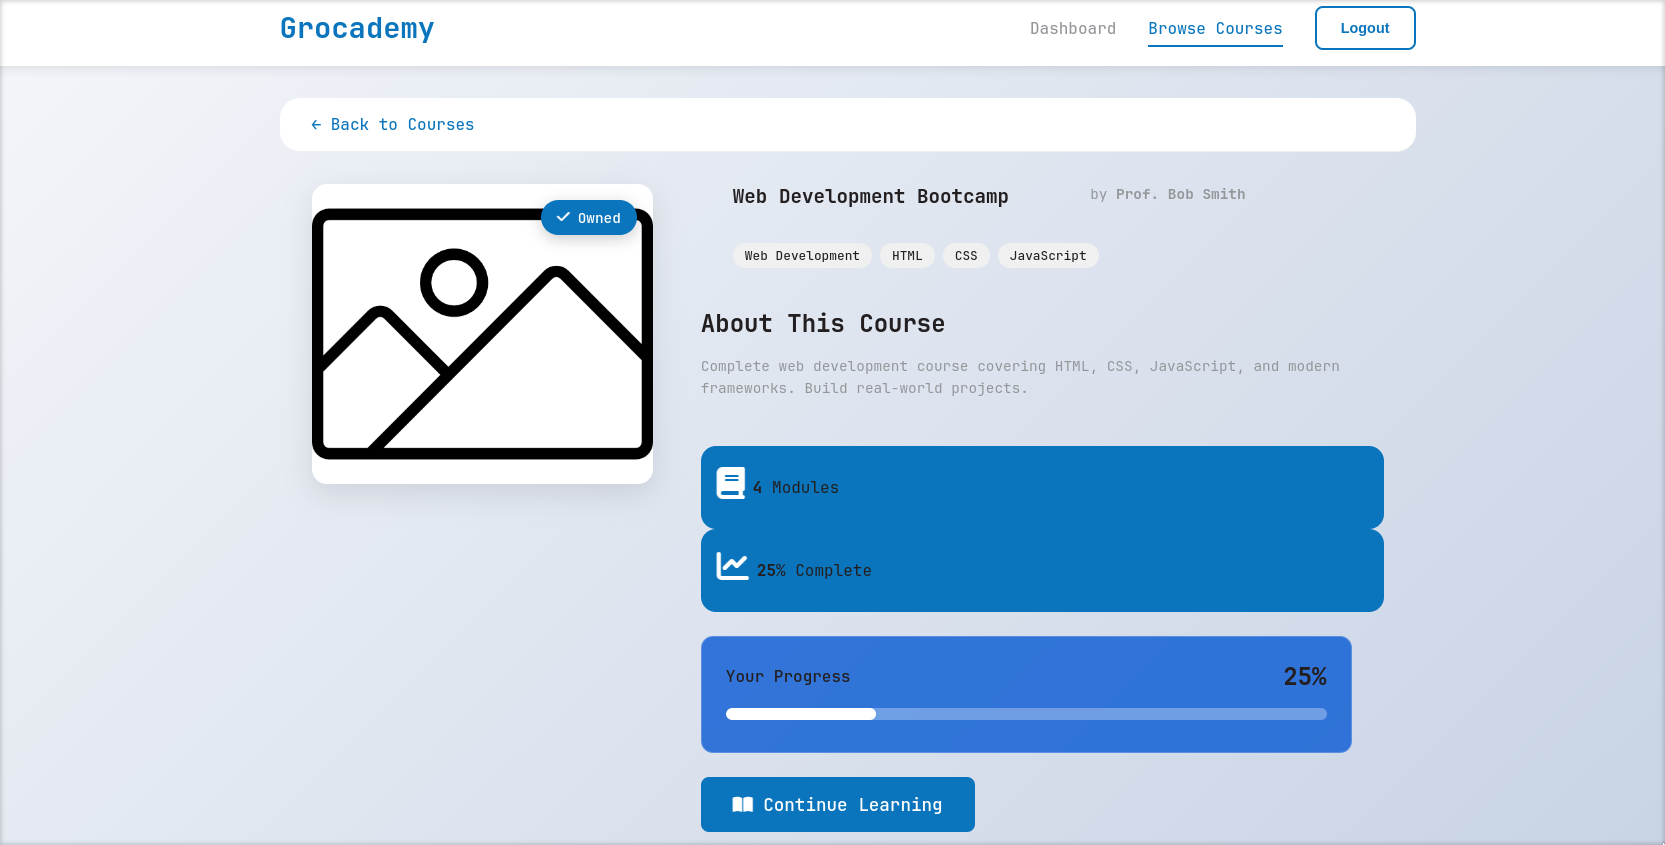 Grocademy
Dashboard
Browse Courses
Logout
← Back to Courses
Owned
Web Development Bootcamp
by Prof. Bob Smith
Web Development
HTML
CSS
JavaScript
About This Course
Complete web development course covering HTML, CSS, JavaScript, and modern
frameworks. Build real-world projects.
4 Modules
25% Complete
Your Progress
25%
Continue Learning